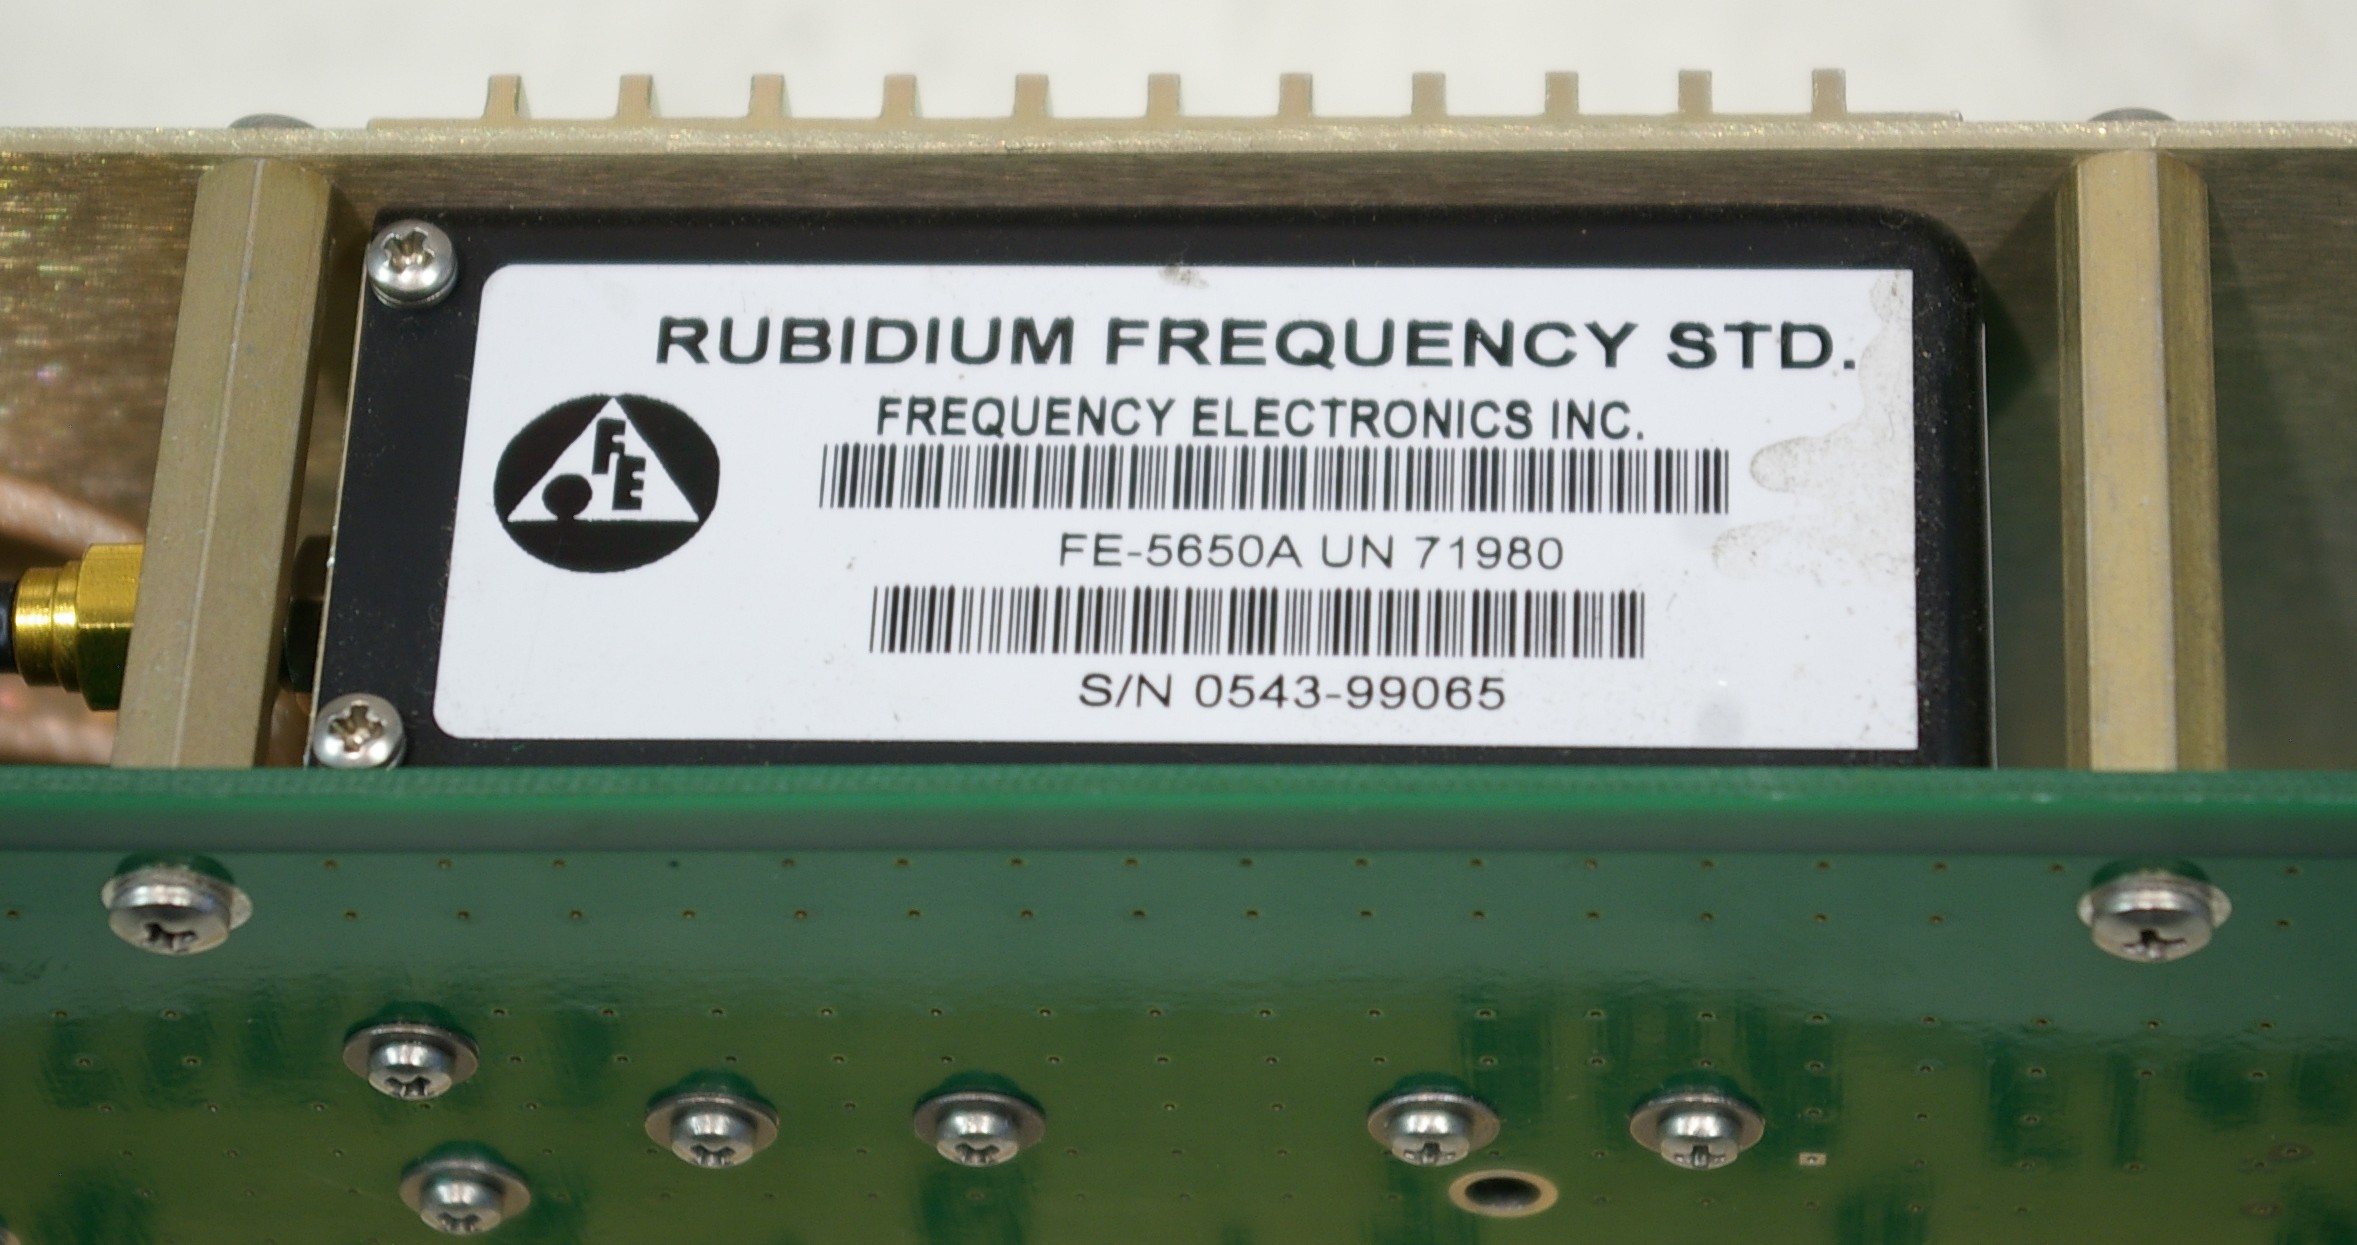 RUBIDIUM FREQUENCY STD.
FREQUENCY ELECTRONICS INC.
FE
FE-5650A UN 71980
S/N 0543-99065